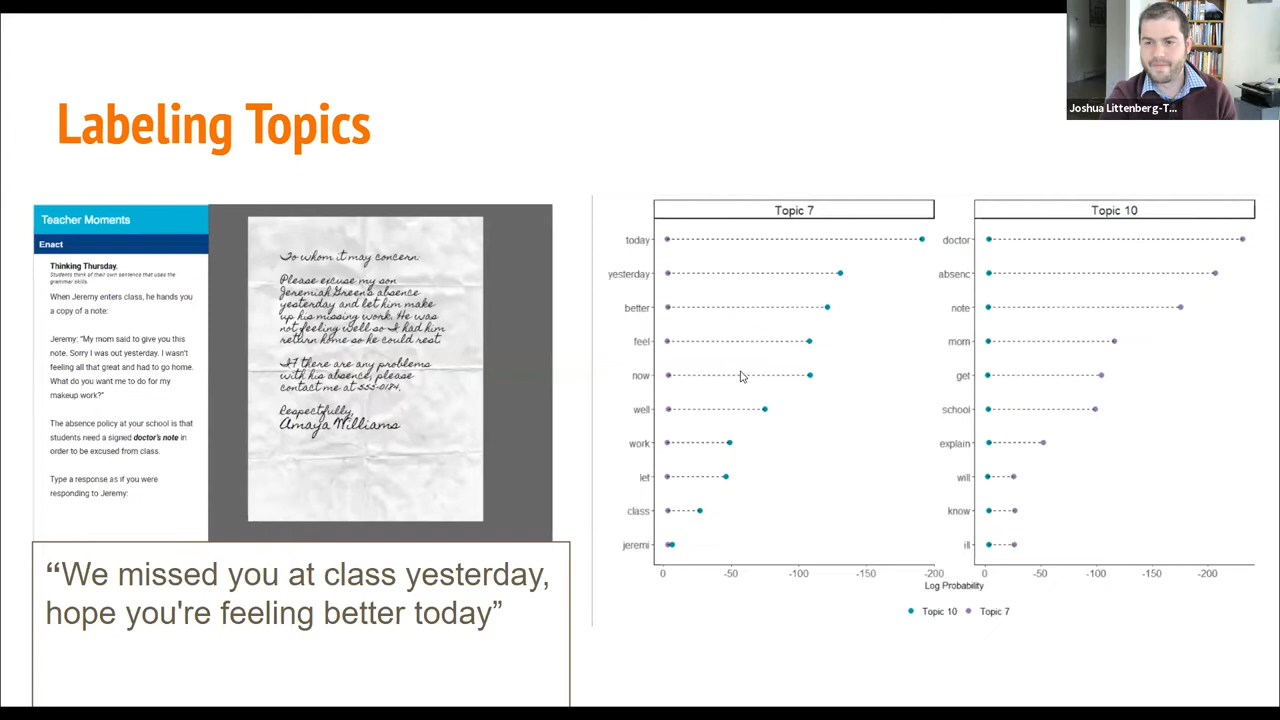 Joshua Littenberg-T...
Labeling Topics
Teacher Moments
Enact
Thinking Thursday.
Students think of their own sentence that uses the
grammar skills.
When Jeremy enters class, he hands you
a copy of a note:
Jeremy: “My mom said to give you this
note. Sorry I was out yesterday. I wasn't
feeling all that great and had to go home.
What do you want me to do for my
makeup work?”
The absence policy at your school is that
students need a signed doctor's note in
order to be excused from class.
Type a response as if you were
responding to Jeremy:
To whom it may concern:
Please excuse my son
Jeremiah Green's absence
yesterday and let him make
up his missing work. He was
not feeling well so I had him
return home so he could rest.
If there are any problems
with his absence, please
contact me at 555-0174.
Respectfully,
Amaya Williams
“We missed you at class yesterday,
hope you're feeling better today”
Topic 7
today
yesterday
better
feel
now
well
work
let
class
jeremi
0 -50 -100 -150 -200
Topic 10
doctor
absenc
note
mom
get
school
explain
will
know
ill
0 -50 -100 -150 -200
Log Probability
Topic 10 Topic 7